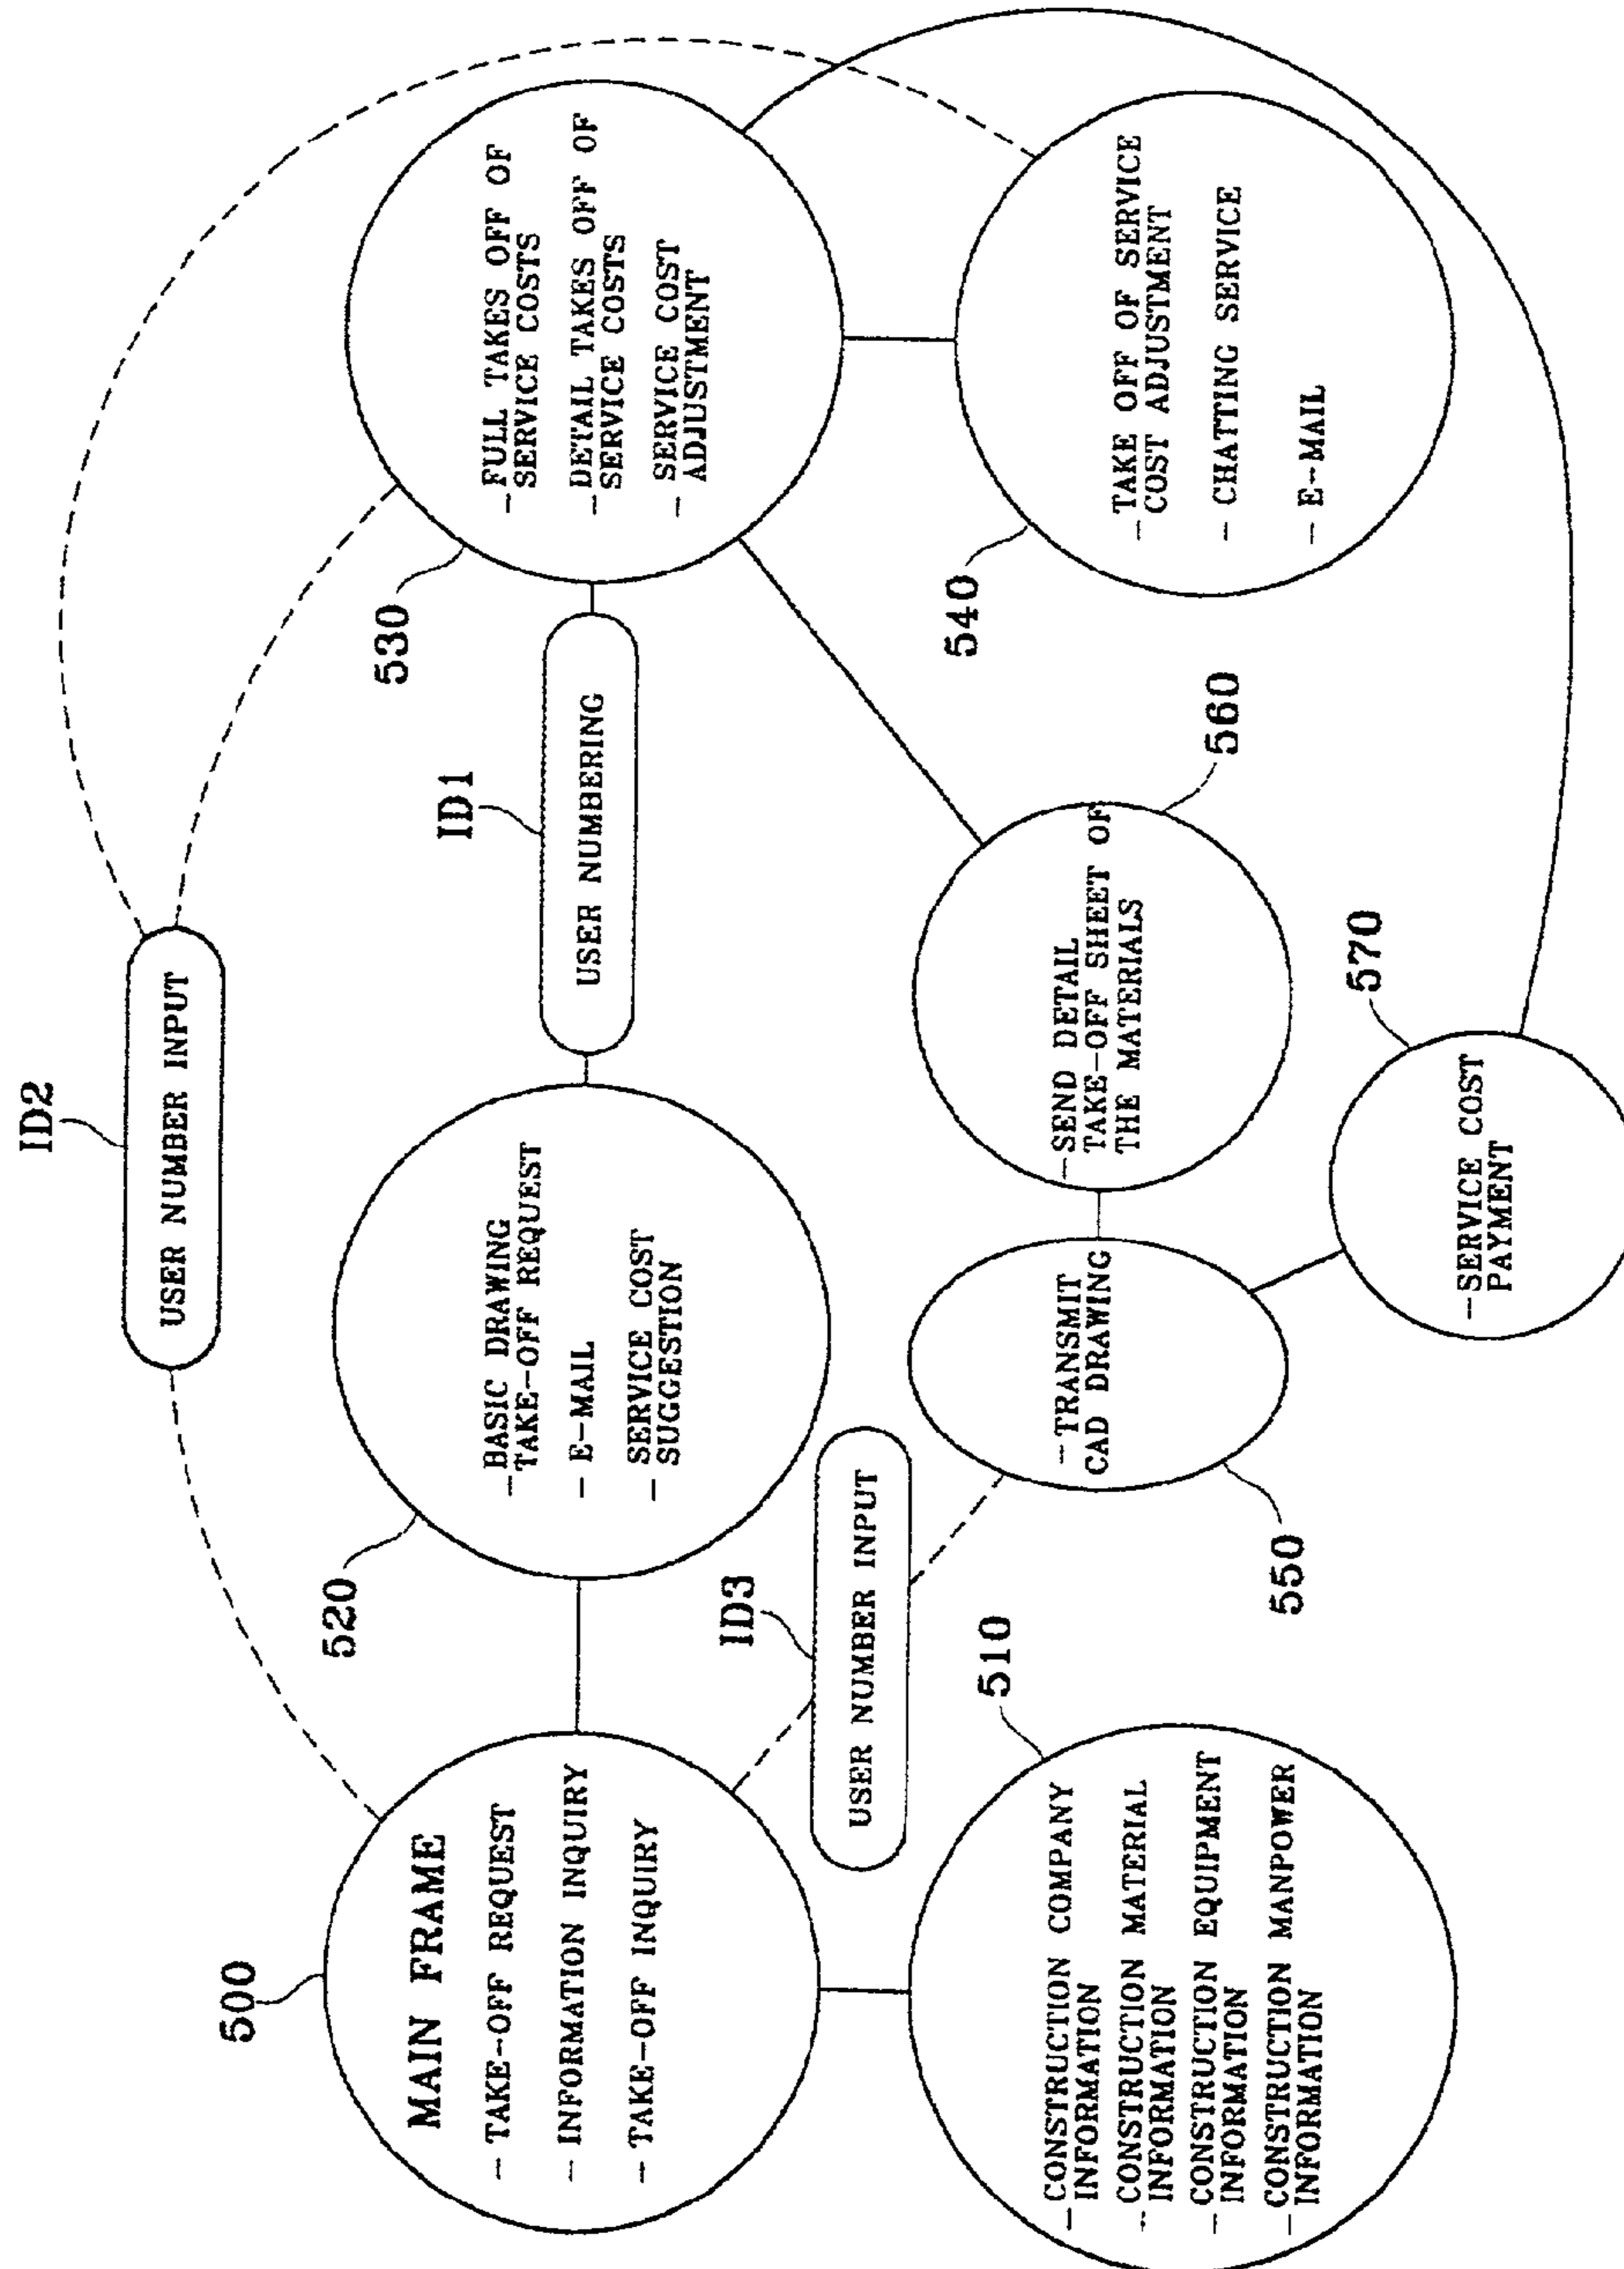 ID2
USER NUMBER INPUT
530
— FULL TAKES OFF OF
SERVICE COSTS
— DETAIL TAKES OFF OF
SERVICE COSTS
— SERVICE COST
ADJUSTMENT
ID1
USER NUMBERING
520
— BASIC DRAWING
TAKE-OFF REQUEST
— E-MAIL
— SERVICE COST
SUGGESTION
500
MAIN FRAME
— TAKE-OFF REQUEST
— INFORMATION INQUIRY
— TAKE-OFF INQUIRY
ID3
USER NUMBER INPUT
510
— CONSTRUCTION COMPANY
INFORMATION
— CONSTRUCTION MATERIAL
INFORMATION
— CONSTRUCTION EQUIPMENT
INFORMATION
— CONSTRUCTION MANPOWER
INFORMATION
— TRANSMIT
CAD DRAWING
550
— SEND DETAIL
TAKE-OFF SHEET OF
THE MATERIALS
560
540
— TAKE OFF OF SERVICE
COST ADJUSTMENT
— CHATTING SERVICE
— E-MAIL
570
— SERVICE COST
PAYMENT